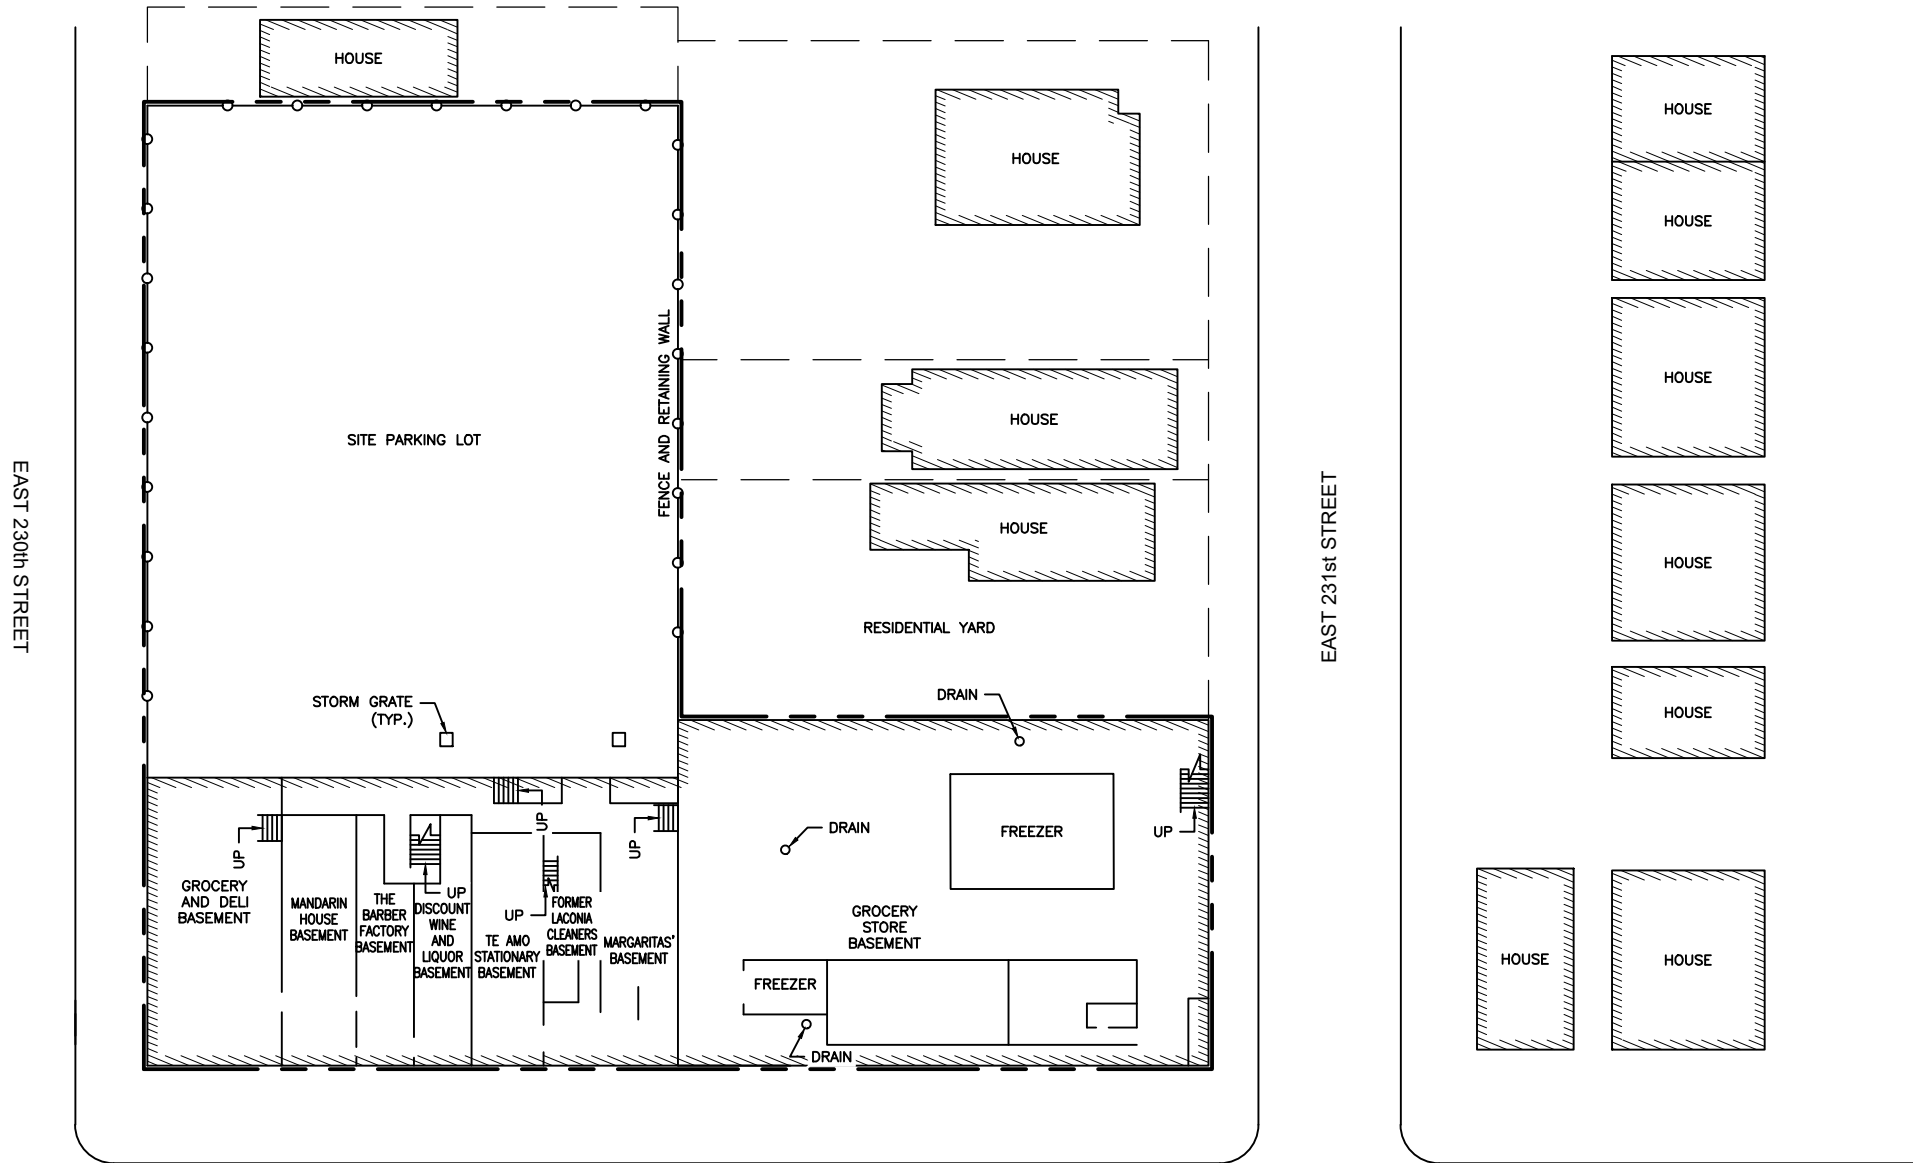 HOUSE
HOUSE
HOUSE
HOUSE
HOUSE
HOUSE
SITE PARKING LOT
FENCE AND RETAINING WALL
HOUSE
EAST 230th STREET
EAST 231st STREET
HOUSE
HOUSE
RESIDENTIAL YARD
STORM GRATE
(TYP.)
DRAIN
HOUSE
UP
UP
UP
DRAIN
FREEZER
UP
GROCERY
AND DELI
BASEMENT
MANDARIN
HOUSE
BASEMENT
THE
BARBER
FACTORY
BASEMENT
UP
DISCOUNT
WINE
AND
LIQUOR
BASEMENT
UP
TE AMO
STATIONARY
BASEMENT
FORMER
LACONIA
CLEANERS
BASEMENT
MARGARITAS'
BASEMENT
GROCERY
STORE
BASEMENT
FREEZER
DRAIN
HOUSE
HOUSE